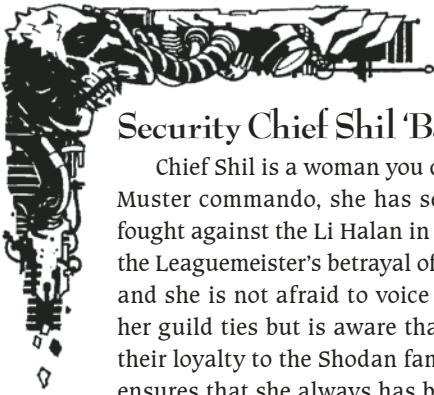 Security Chief Shil ‘B
Chief Shil is a woman you
Muster commando, she has
fought against the Li Halan in
the Leaguemeister’s betrayal of
and she is not afraid to voice
her guild ties but is aware
their loyalty to the Shodan
ensures that she always has